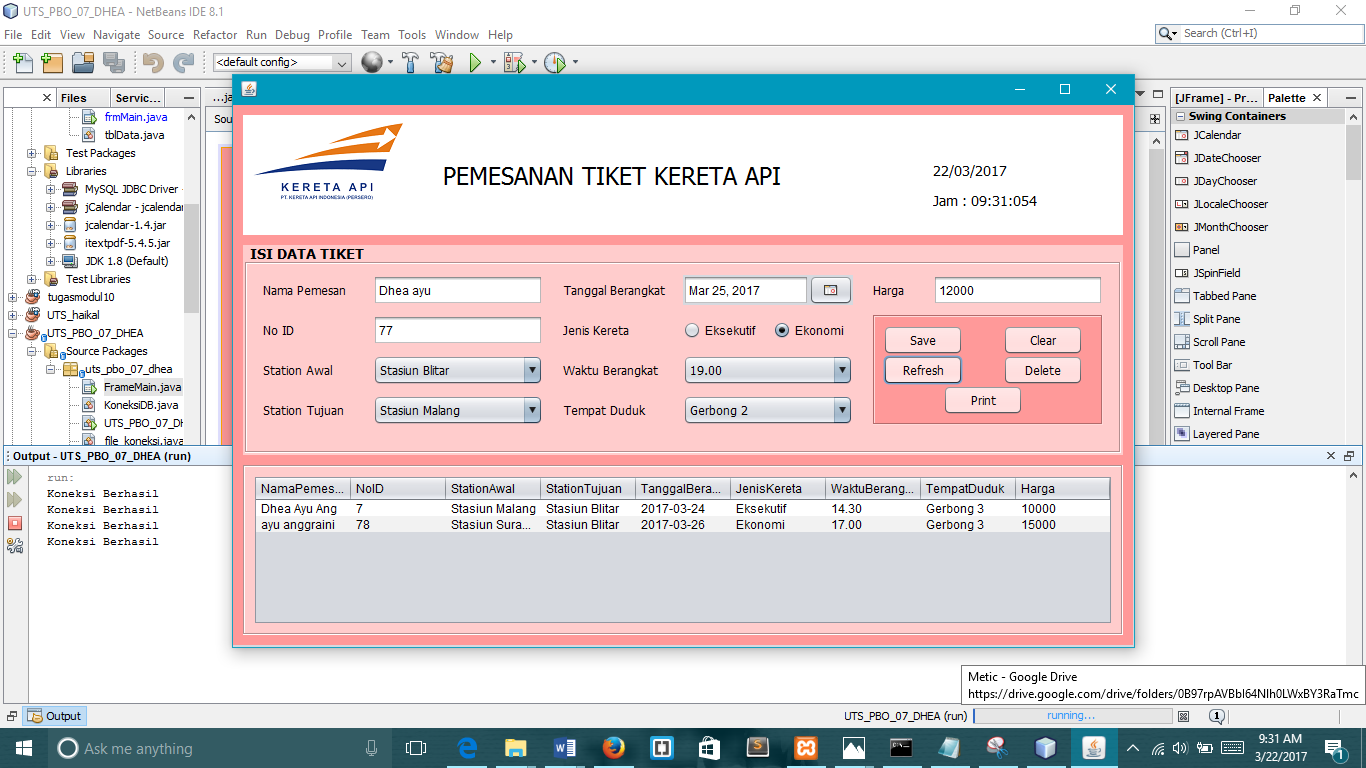 UTS_PBO_07_DHEA - NetBeans IDE 8.1
File Edit View Navigate Source Refactor Run Debug Profile Team Tools Window Help
Search (Ctrl+I)
<default config>
Files Servic... ...ja
[JFrame] - Pr... Palette
Sou
frmMain.java
tblData.java
Test Packages
Libraries
MySQL JDBC Driver -
jCalendar - jcalendar
jcalendar-1.4.jar
itextpdf-5.4.5.jar
JDK 1.8 (Default)
Test Libraries
tugasmodul10
UTS_haikal
UTS_PBO_07_DHEA
Source Packages
uts_pbo_07_dhea
FrameMain.java
KoneksiDB.java
UTS_PBO_07_DH
file_koneksi.java
KERETA API
PT. KERETA API INDONESIA (PERSERO)
PEMESANAN TIKET KERETA API
22/03/2017
Jam : 09:31:054
ISI DATA TIKET
Nama Pemesan Dhea ayu Tanggal Berangkat Mar 25, 2017 Harga 12000
No ID 77 Jenis Kereta Eksekutif Ekonomi
Station Awal Stasiun Blitar Waktu Berangkat 19.00
Station Tujuan Stasiun Malang Tempat Duduk Gerbong 2
Save Clear
Refresh Delete
Print
NamaPemes... NoID StationAwal StationTujuan TanggalBera... JenisKereta WaktuBerang... TempatDuduk Harga
Dhea Ayu Ang 7 Stasiun Malang Stasiun Blitar 2017-03-24 Eksekutif 14.30 Gerbong 3 10000
ayu anggraini 78 Stasiun Sura... Stasiun Blitar 2017-03-26 Ekonomi 17.00 Gerbong 3 15000
Swing Containers
JCalendar
JDateChooser
JDayChooser
JLocaleChooser
JMonthChooser
Panel
JSpinField
Tabbed Pane
Split Pane
Scroll Pane
Tool Bar
Desktop Pane
Internal Frame
Layered Pane
Output - UTS_PBO_07_DHEA (run)
run:
Koneksi Berhasil
Koneksi Berhasil
Koneksi Berhasil
Koneksi Berhasil
Metic - Google Drive
https://drive.google.com/drive/folders/0B97rpAVBbI64NIh0LWxBY3RaTmc
Output
UTS_PBO_07_DHEA (run) running... 1
Ask me anything
9:31 AM
3/22/2017
1